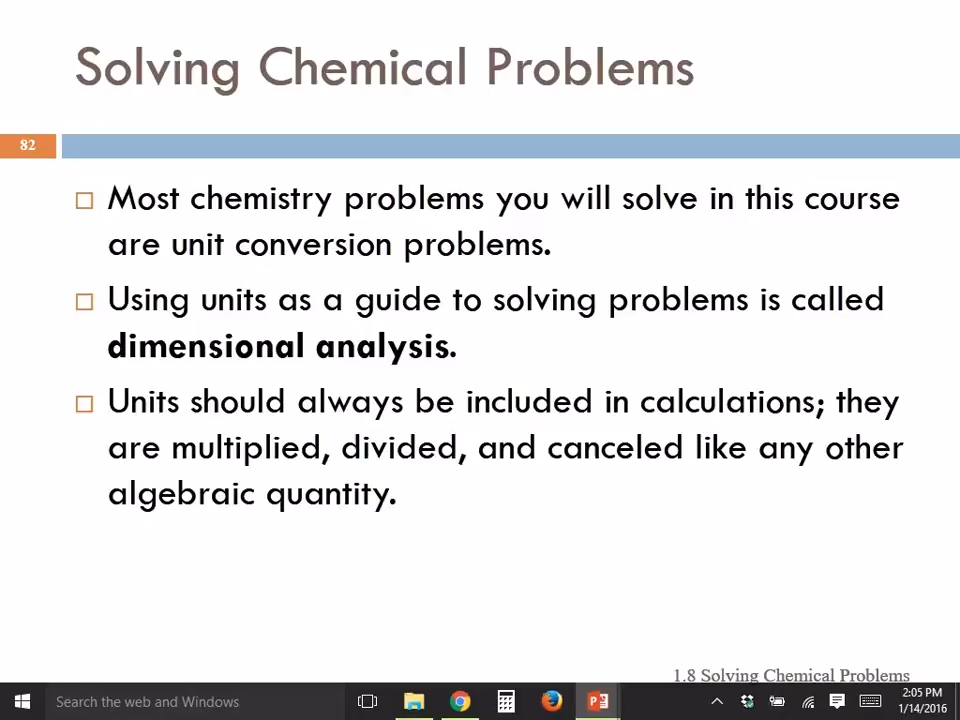 Solving Chemical Problems
82
Most chemistry problems you will solve in this course
are unit conversion problems.
Using units as a guide to solving problems is called
dimensional analysis.
Units should always be included in calculations; they
are multiplied, divided, and canceled like any other
algebraic quantity.
1.8 Solving Chemical Problems
Search the web and Windows
2:05 PM
1/14/2016